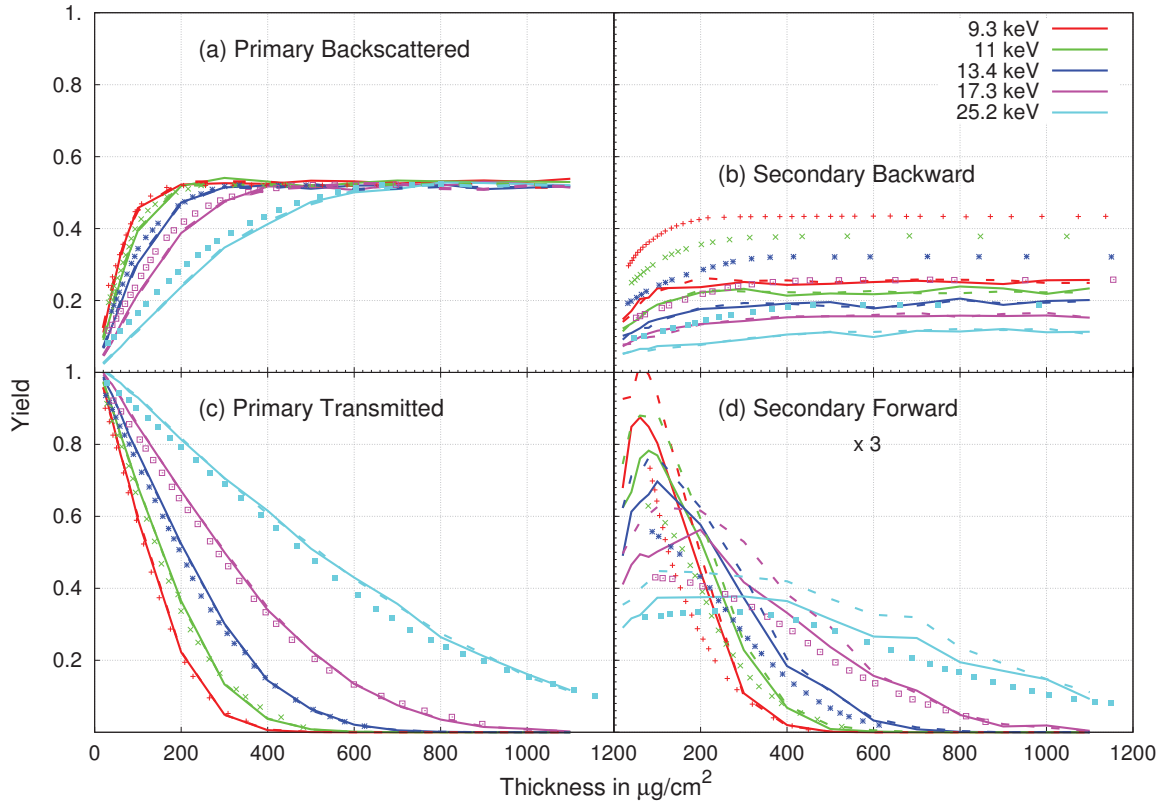 1.
(a) Primary Backscattered
0.8
0.6
0.4
0.2
(b) Secondary Backward
9.3 keV
11 keV
13.4 keV
17.3 keV
25.2 keV
Yield
1.
(c) Primary Transmitted
0.8
0.6
0.4
0.2
(d) Secondary Forward
x 3
0 200 400 600 800 1000
200 400 600 800 1000 1200
Thickness in μg/cm²